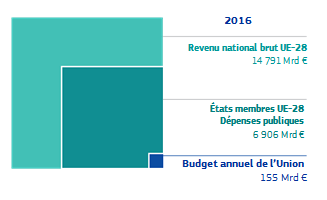 2016
Revenu national brut UE-28
14 791 Mrd €
États membres UE-28
Dépenses publiques
6 906 Mrd €
Budget annuel de l'Union
155 Mrd €